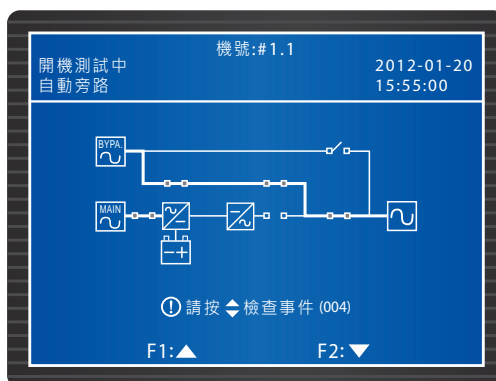 機號:#1.1
開機測試中
2012-01-20
自動旁路
15:55:00
BYPA.
MAIN
請按 檢查事件 (004)
F1:
F2: